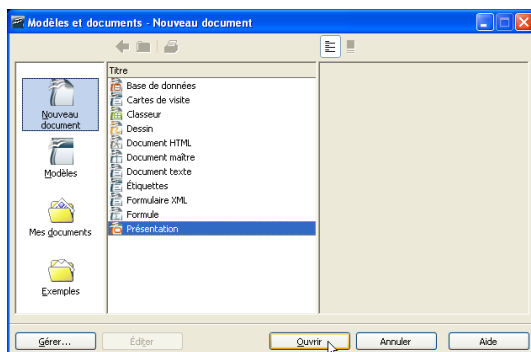 Modèles et documents - Nouveau document
Titre
Nouveau
document
Modèles
Mes documents
Exemples
Base de données
Cartes de visite
Classeur
Dessin
Document HTML
Document maître
Document texte
Étiquettes
Formulaire XML
Formule
Présentation
Gérer...
Éditer
Ouvrir
Annuler
Aide